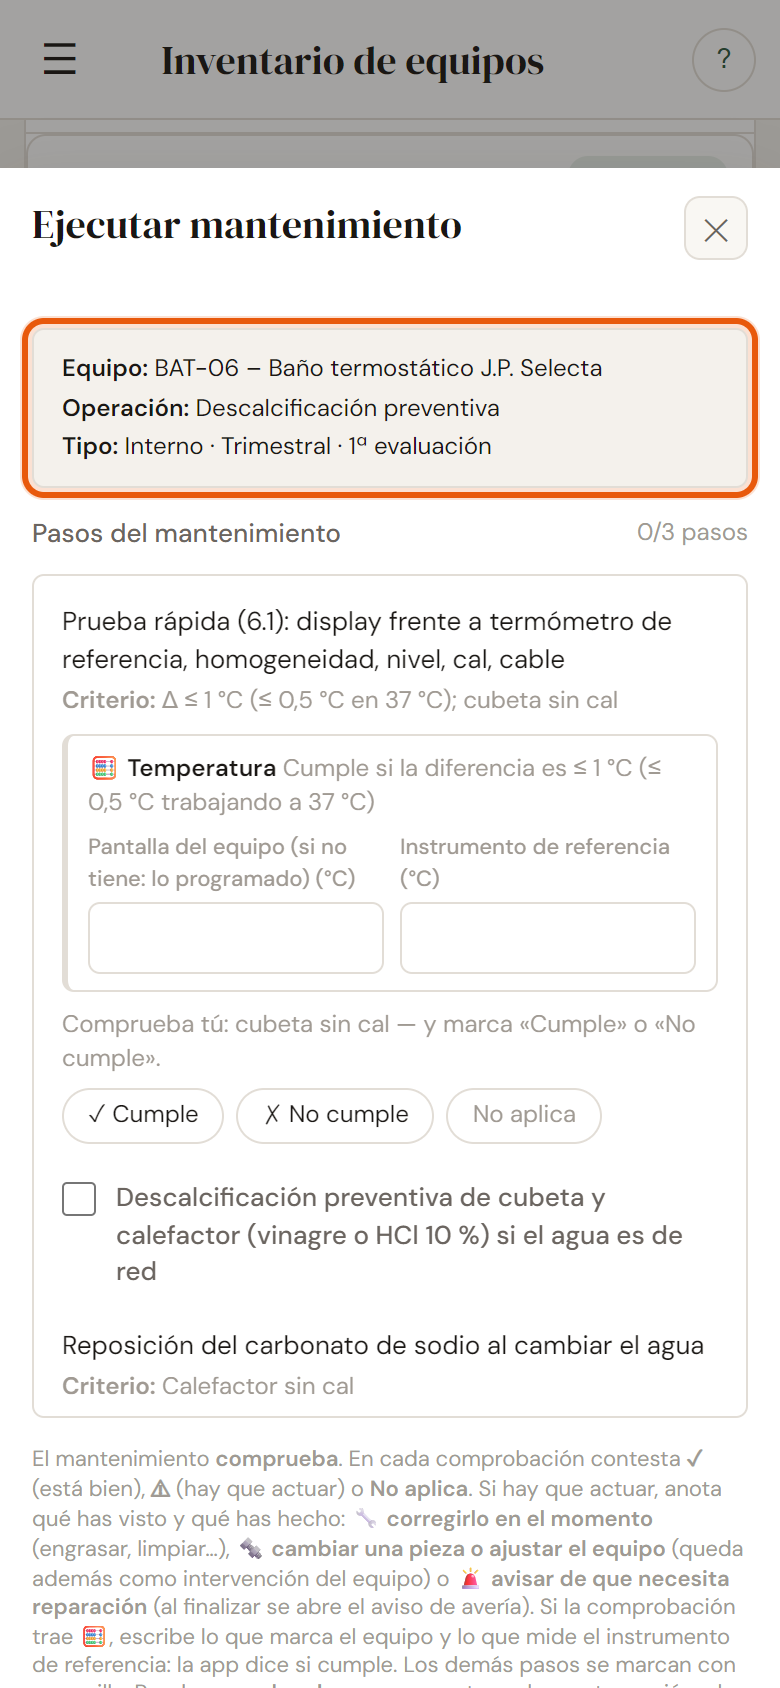 Inventario de equipos
?
Ejecutar mantenimiento
Equipo: BAT-06 – Baño termostático J.P. Selecta
Operación: Descalcificación preventiva
Tipo: Interno · Trimestral · 1ª evaluación
Pasos del mantenimiento
0/3 pasos
Prueba rápida (6.1): display frente a termómetro de
referencia, homogeneidad, nivel, cal, cable
Criterio: Δ ≤ 1 °C (≤ 0,5 °C en 37 °C); cubeta sin cal
🧮 Temperatura Cumple si la diferencia es ≤ 1 °C (≤
0,5 °C trabajando a 37 °C)
Pantalla del equipo (si no
tiene: lo programado) (°C)
Instrumento de referencia
(°C)
Comprueba tú: cubeta sin cal — y marca «Cumple» o «No
cumple».
✓ Cumple
✗ No cumple
No aplica
Descalcificación preventiva de cubeta y
calefactor (vinagre o HCl 10 %) si el agua es de
red
Reposición del carbonato de sodio al cambiar el agua
Criterio: Calefactor sin cal
El mantenimiento comprueba. En cada comprobación contesta ✓
(está bien), ⚠ (hay que actuar) o No aplica. Si hay que actuar, anota
qué has visto y qué has hecho: 🔧 corregirlo en el momento
(engrasar, limpiar…), 🔩 cambiar una pieza o ajustar el equipo (queda
además como intervención del equipo) o 🚨 avisar de que necesita
reparación (al finalizar se abre el aviso de avería). Si la comprobación
trae 🧮, escribe lo que marca el equipo y lo que mide el instrumento
de referencia: la app dice si cumple. Los demás pasos se marcan con